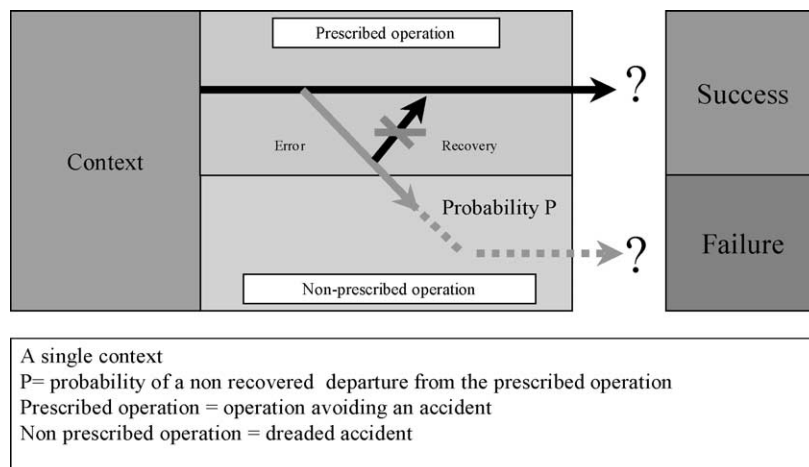 Prescribed operation
?
Success
Context
Error
Recovery
Probability P
?
Failure
Non-prescribed operation
A single context
P= probability of a non recovered departure from the prescribed operation
Prescribed operation = operation avoiding an accident
Non prescribed operation = dreaded accident